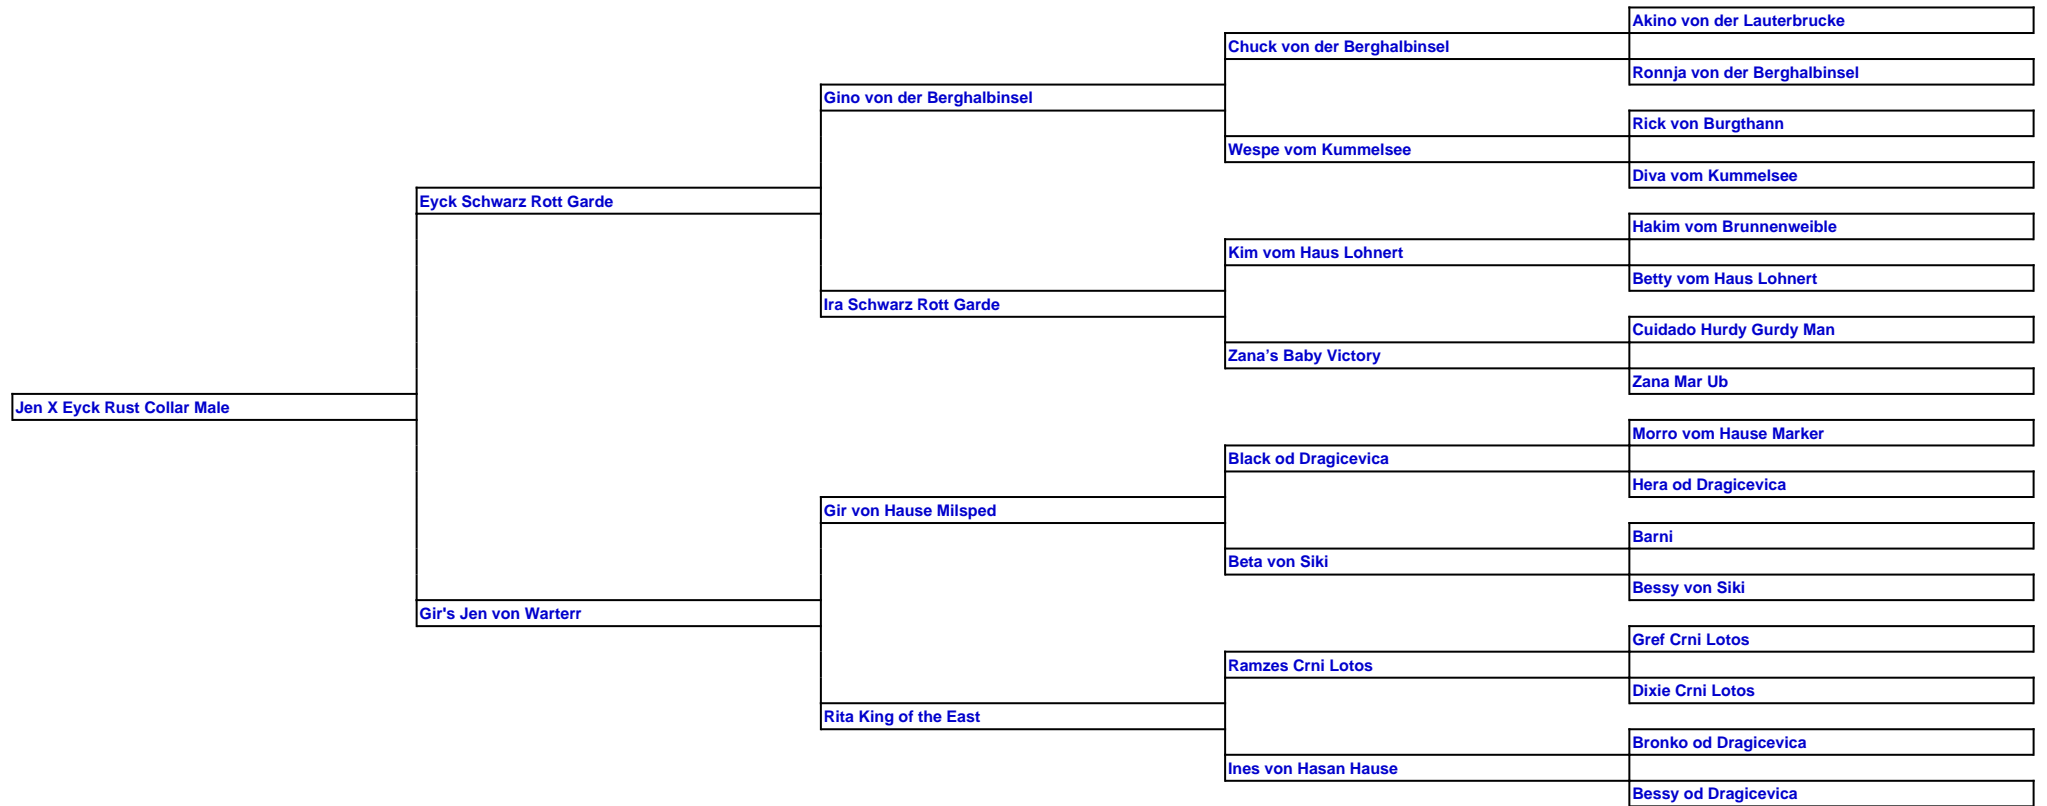 Akino von der Lauterbrucke
Chuck von der Berghalbinsel
Ronnja von der Berghalbinsel
Gino von der Berghalbinsel
Rick von Burgthann
Wespe vom Kummelsee
Diva vom Kummelsee
Eyck Schwarz Rott Garde
Hakim vom Brunnenweible
Kim vom Haus Lohnert
Betty vom Haus Lohnert
Ira Schwarz Rott Garde
Cuidado Hurdy Gurdy Man
Zana’s Baby Victory
Zana Mar Ub
Jen X Eyck Rust Collar Male
Morro vom Hause Marker
Black od Dragicevica
Hera od Dragicevica
Gir von Hause Milsped
Barni
Beta von Siki
Bessy von Siki
Gir's Jen von Warterr
Gref Crni Lotos
Ramzes Crni Lotos
Dixie Crni Lotos
Rita King of the East
Bronko od Dragicevica
Ines von Hasan Hause
Bessy od Dragicevica